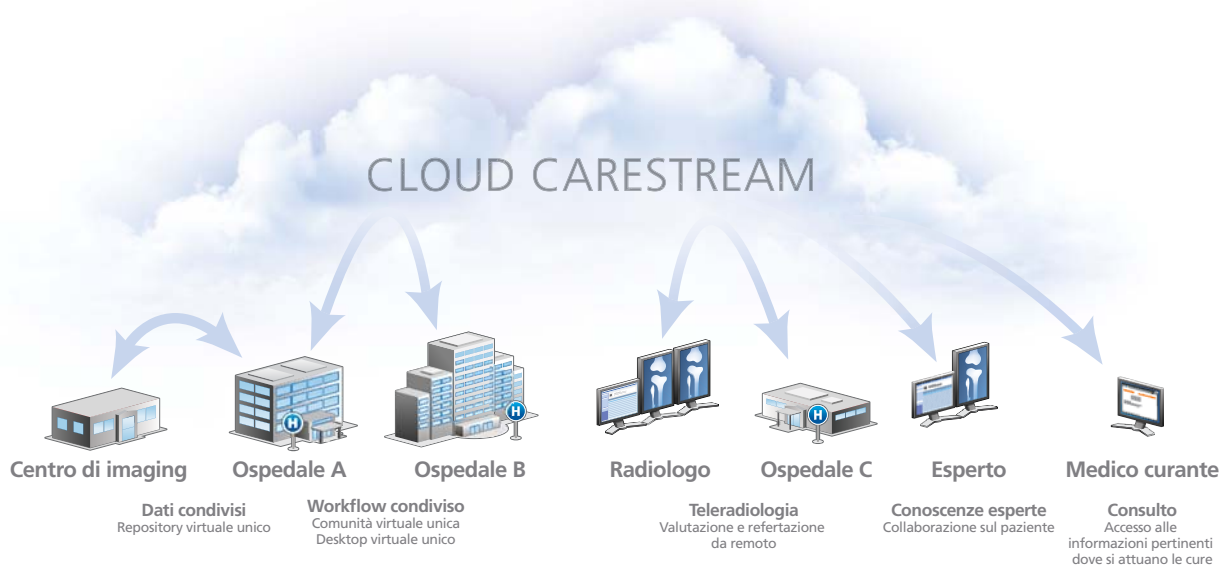 CLOUD CARESTREAM
H
H
H
Centro di imaging
Ospedale A
Ospedale B
Radiologo
Ospedale C
Esperto
Medico curante
Dati condivisi
Repository virtuale unico
Workflow condiviso
Comunità virtuale unica
Desktop virtuale unico
Teleradiologia
Valutazione e refertazione
da remoto
Conoscenze esperte
Collaborazione sul paziente
Consulto
Accesso alle
informazioni pertinenti
dove si attuano le cure